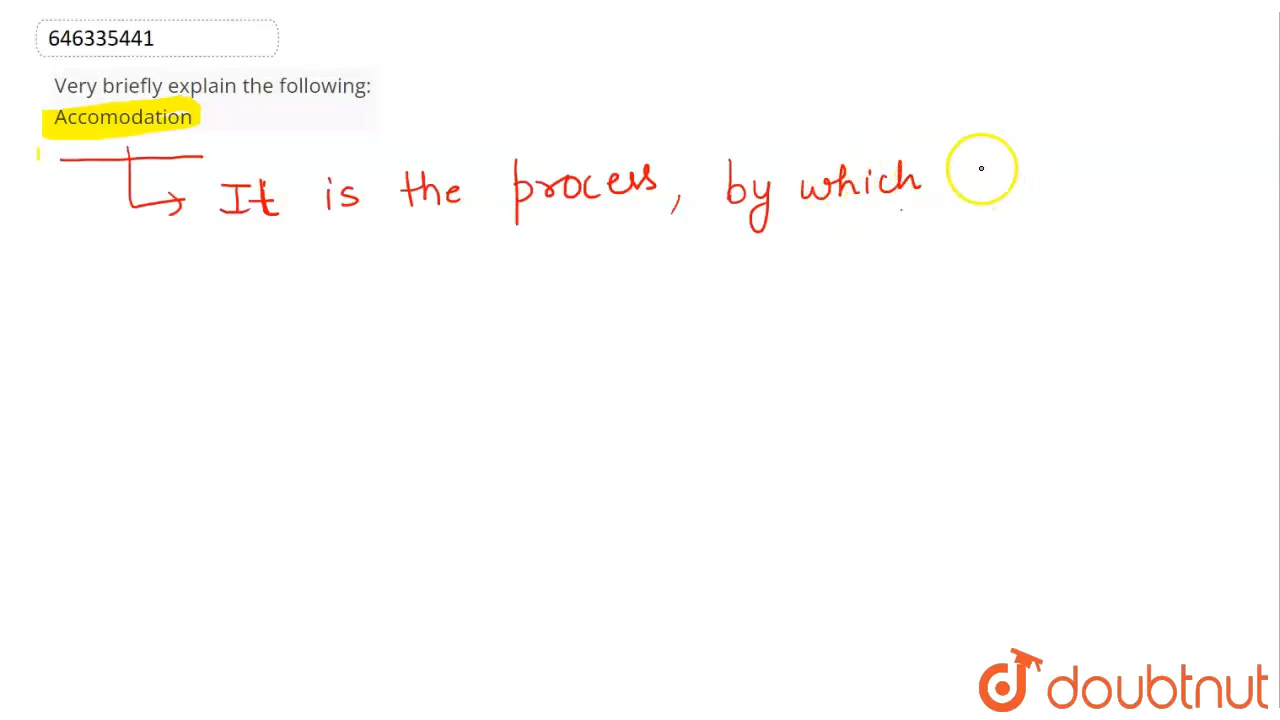 646335441
Very briefly explain the following:
Accomodation
It is the process, by which
doubtnut